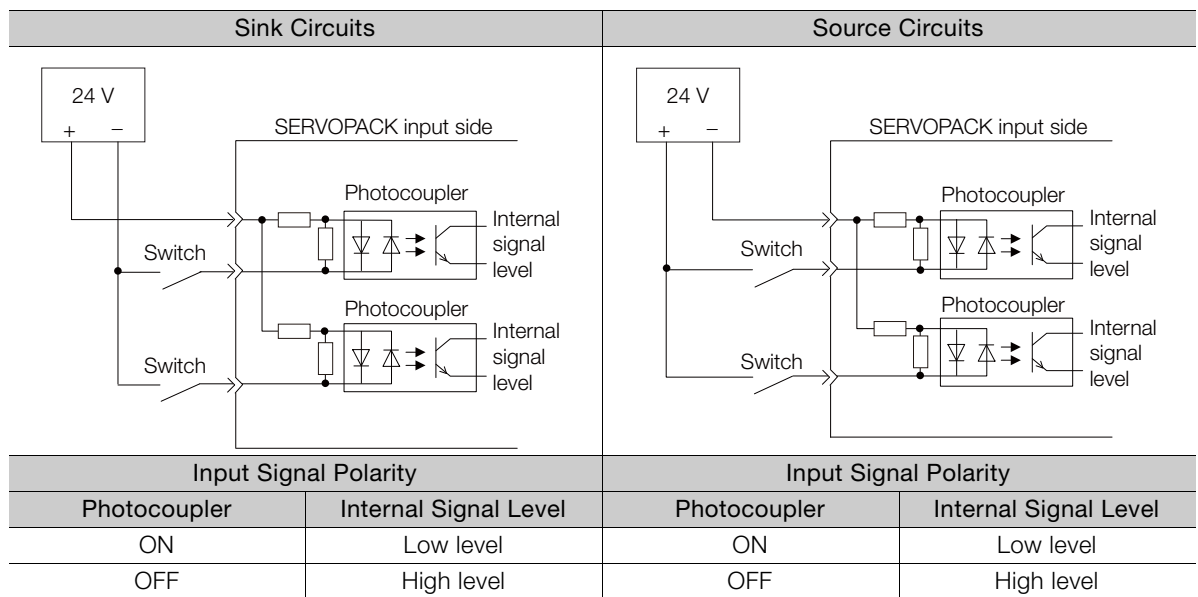 Sink Circuits
Source Circuits
24 V
+ −
SERVOPACK input side
Photocoupler
Internal
signal
level
Switch
Photocoupler
Internal
signal
level
Switch
24 V
+ −
SERVOPACK input side
Photocoupler
Internal
signal
level
Switch
Photocoupler
Internal
signal
level
Switch
Input Signal Polarity
Input Signal Polarity
Photocoupler
Internal Signal Level
Photocoupler
Internal Signal Level
ON
Low level
ON
Low level
OFF
High level
OFF
High level